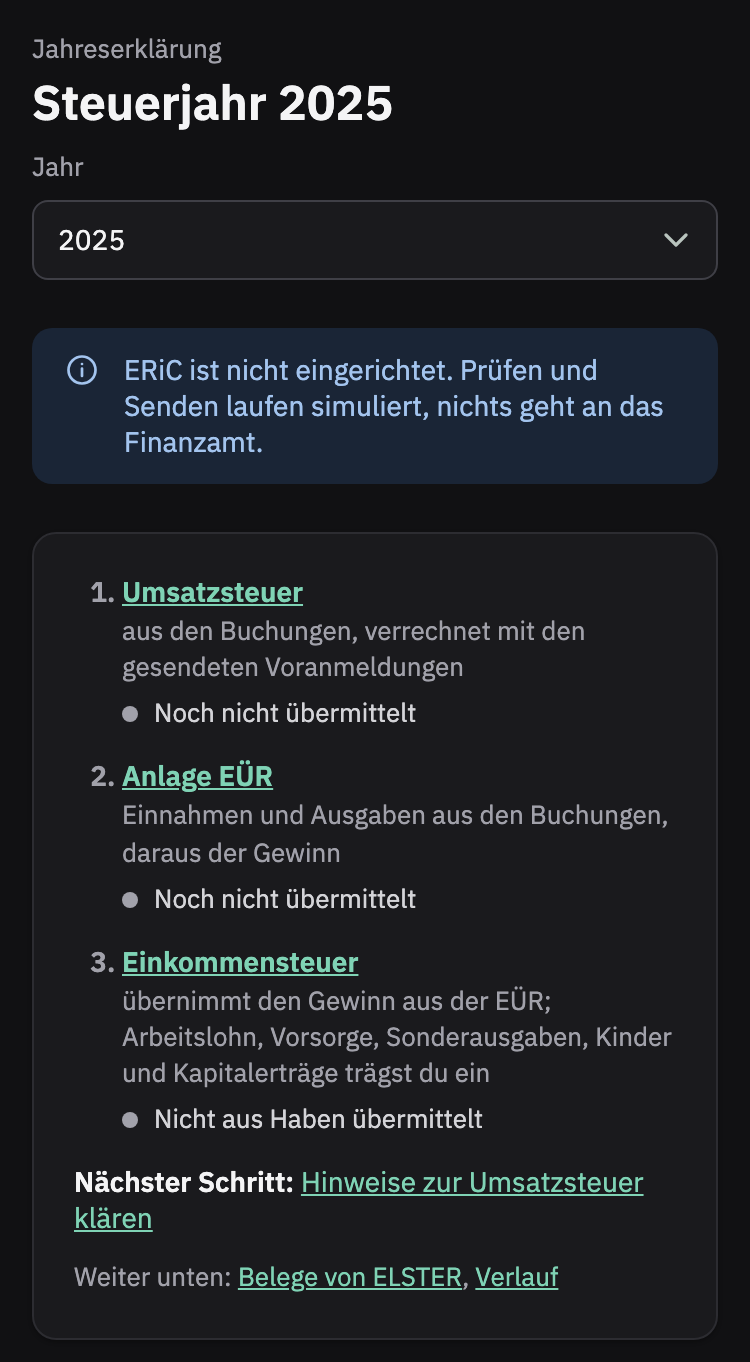 Jahreserklärung
Steuerjahr 2025
Jahr
2025
ERiC ist nicht eingerichtet. Prüfen und
Senden laufen simuliert, nichts geht an das
Finanzamt.
1. Umsatzsteuer
aus den Buchungen, verrechnet mit den
gesendeten Voranmeldungen
Noch nicht übermittelt
2. Anlage EÜR
Einnahmen und Ausgaben aus den Buchungen,
daraus der Gewinn
Noch nicht übermittelt
3. Einkommensteuer
übernimmt den Gewinn aus der EÜR;
Arbeitslohn, Vorsorge, Sonderausgaben, Kinder
und Kapitalerträge trägst du ein
Nicht aus Haben übermittelt
Nächster Schritt: Hinweise zur Umsatzsteuer
klären
Weiter unten: Belege von ELSTER, Verlauf